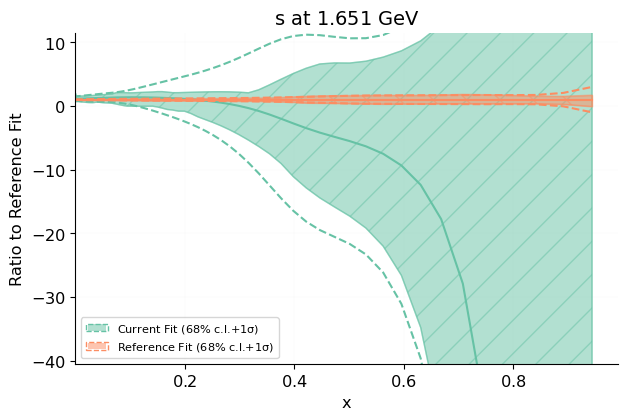 s at 1.651 GeV
Ratio to Reference Fit
10
0
−10
−20
−30
−40
Current Fit (68% c.l.+1σ)
Reference Fit (68% c.l.+1σ)
0.2
0.4
0.6
0.8
x